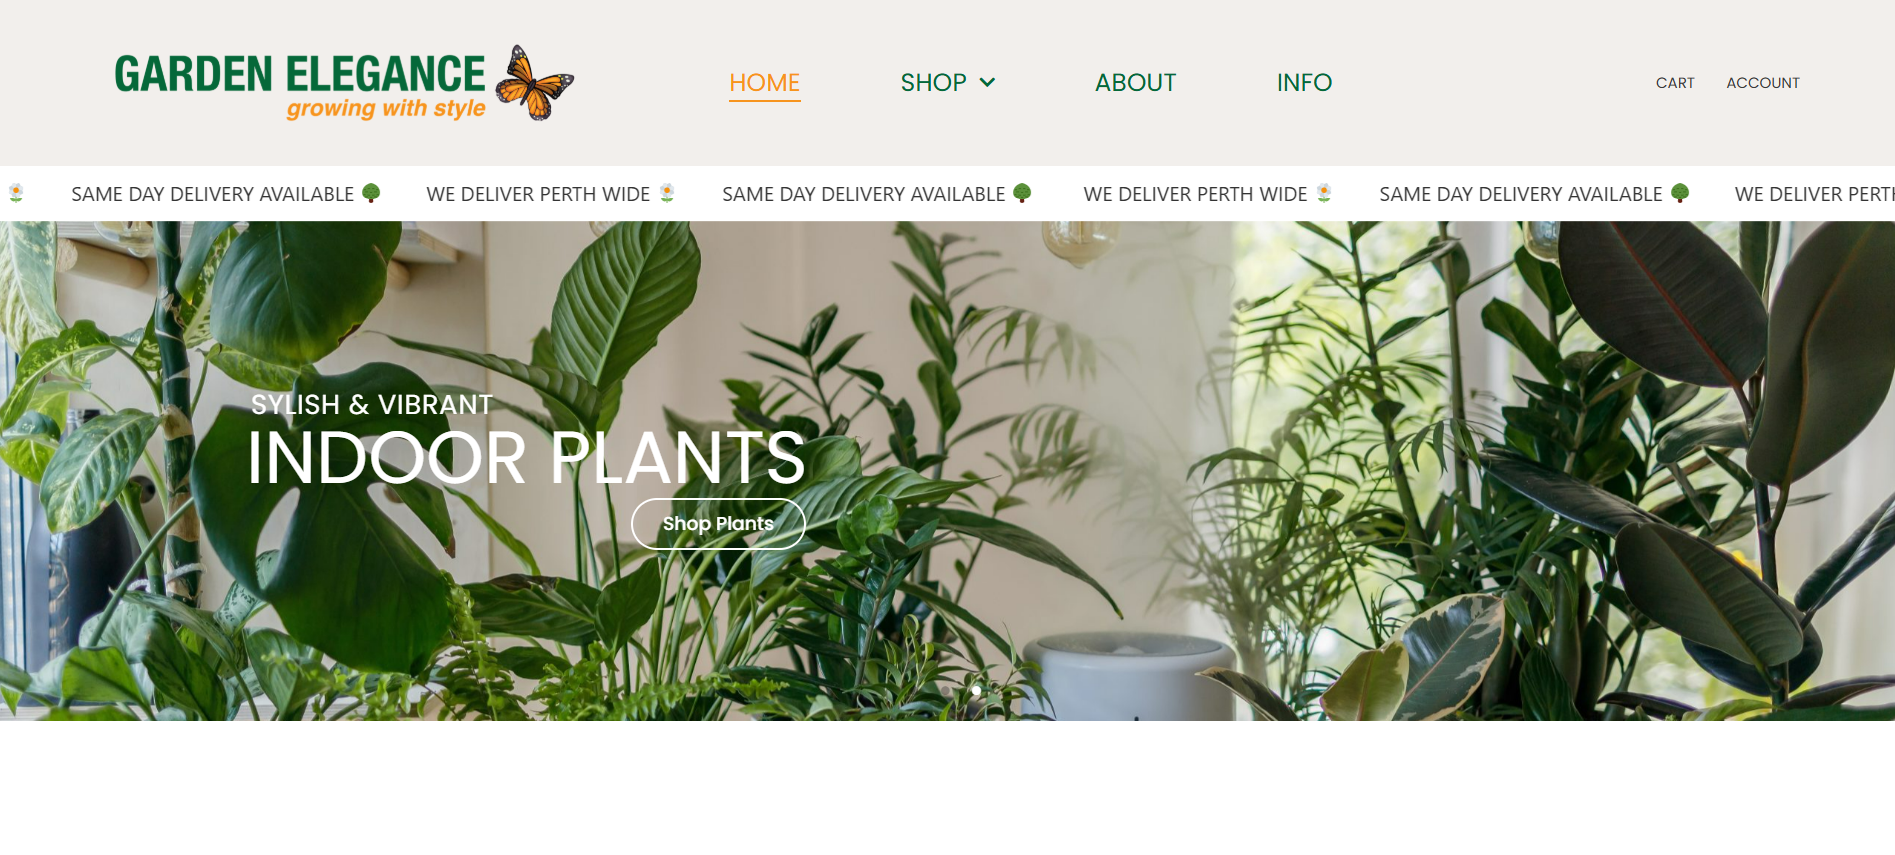 GARDEN ELEGANCE
growing with style
HOME
SHOP
ABOUT
INFO
CART
ACCOUNT
SAME DAY DELIVERY AVAILABLE WE DELIVER PERTH WIDE SAME DAY DELIVERY AVAILABLE WE DELIVER PERTH WIDE SAME DAY DELIVERY AVAILABLE WE DELIVER PERTH
SYLISH & VIBRANT
INDOOR PLANTS
Shop Plants